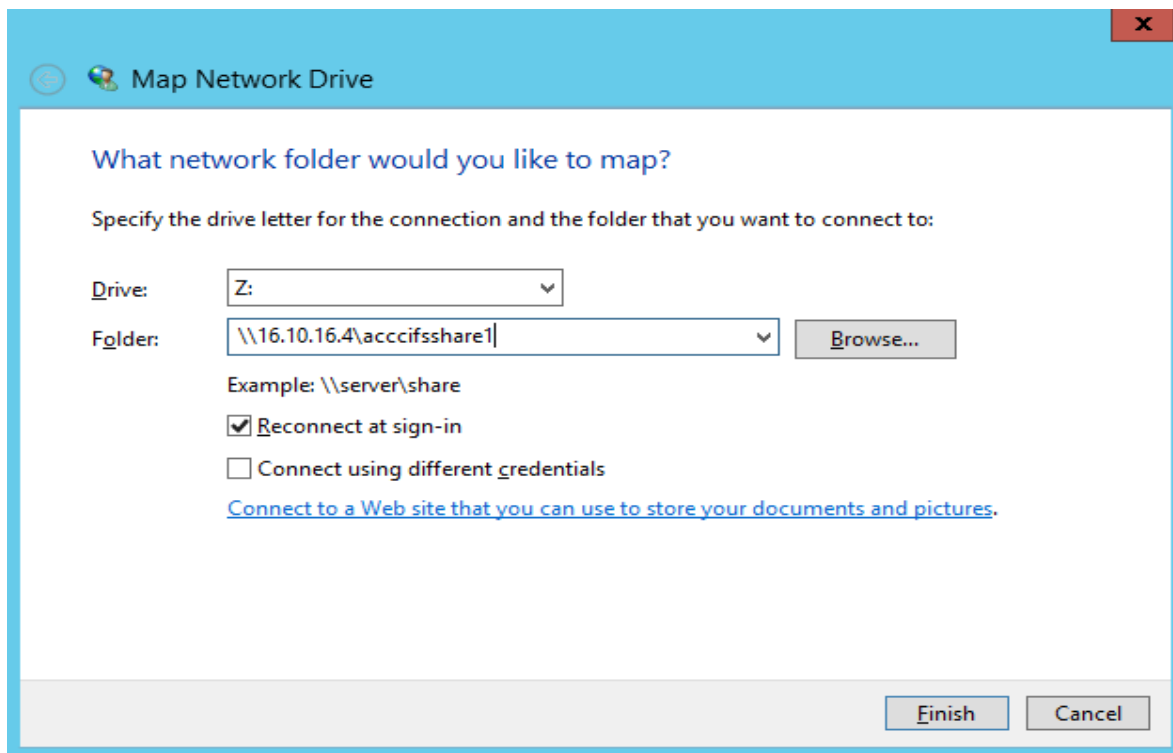 x
Map Network Drive
What network folder would you like to map?
Specify the drive letter for the connection and the folder that you want to connect to:
Drive: Z:
Folder: \\16.10.16.4\acccifsshare1 Browse...
Example: \\server\share
Reconnect at sign-in
Connect using different credentials
Connect to a Web site that you can use to store your documents and pictures.
Finish Cancel